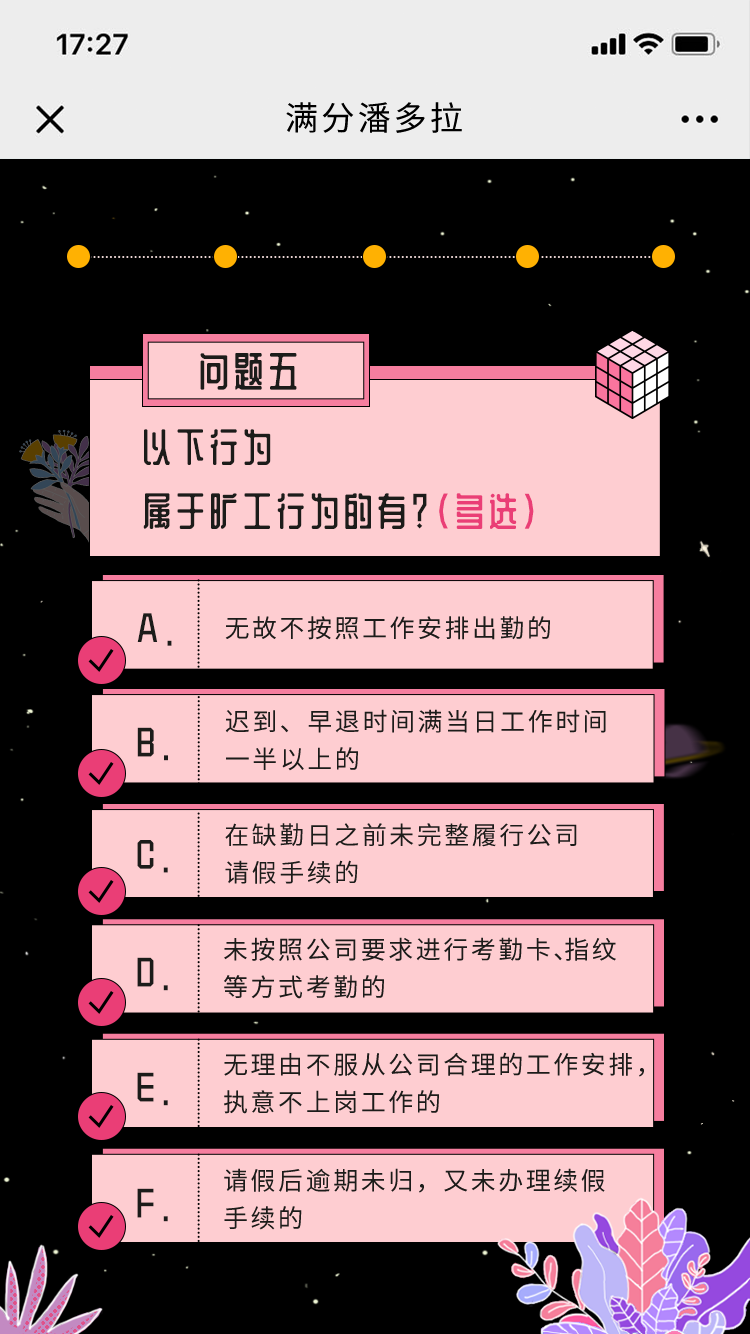 17:27
满分潘多拉
问题五
以下行为
属于旷工行为的有?(多选)
A.
无故不按照工作安排出勤的
B.
迟到、早退时间满当日工作时间
一半以上的
C.
在缺勤日之前未完整履行公司
请假手续的
D.
未按照公司要求进行考勤卡、指纹
等方式考勤的
E.
无理由不服从公司合理的工作安排，
执意不上岗工作的
F.
请假后逾期未归，又未办理续假
手续的